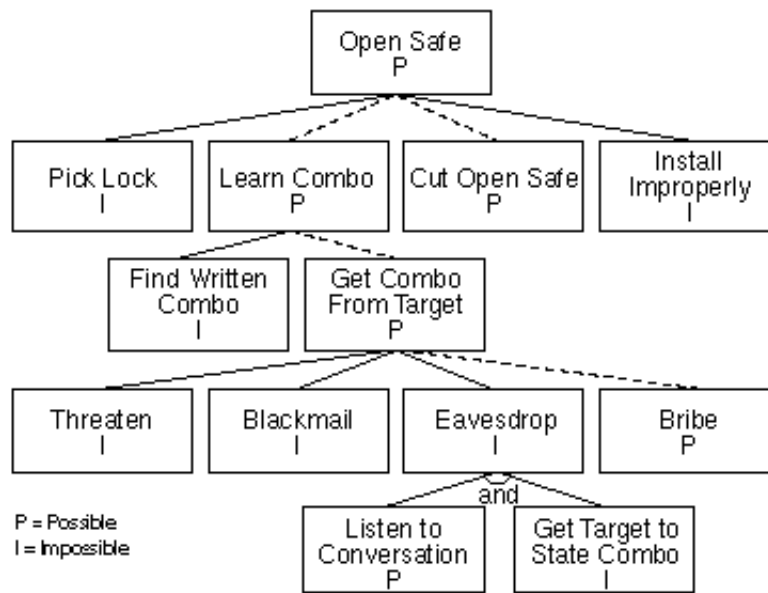 Open Safe
P
Pick Lock
I
Learn Combo
P
Cut Open Safe
P
Install
Improperly
I
Find Written
Combo
I
Get Combo
From Target
P
Threaten
I
Blackmail
I
Eavesdrop
I
Bribe
P
and
P = Possible
I = Impossible
Listen to
Conversation
P
Get Target to
State Combo
I